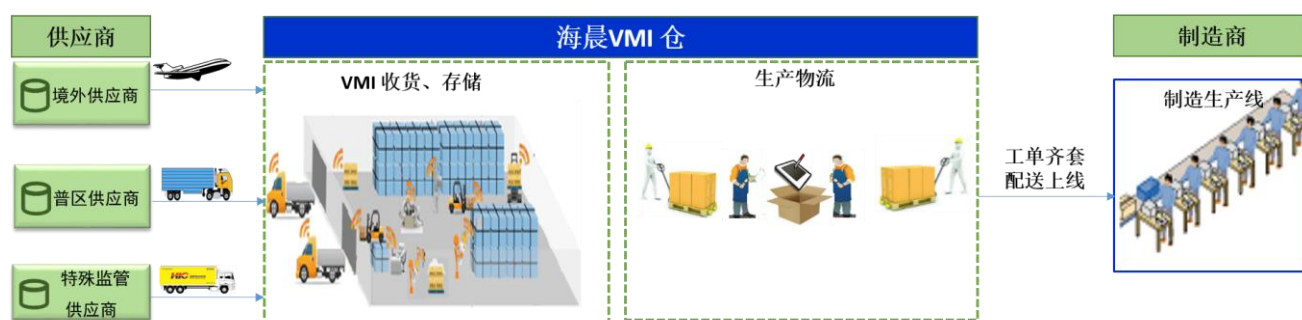 供应商
海晨VMI 仓
制造商
境外供应商
普区供应商
特殊监管
供应商
HIC
VMI 收货、存储
生产物流
工单齐套
配送上线
制造生产线